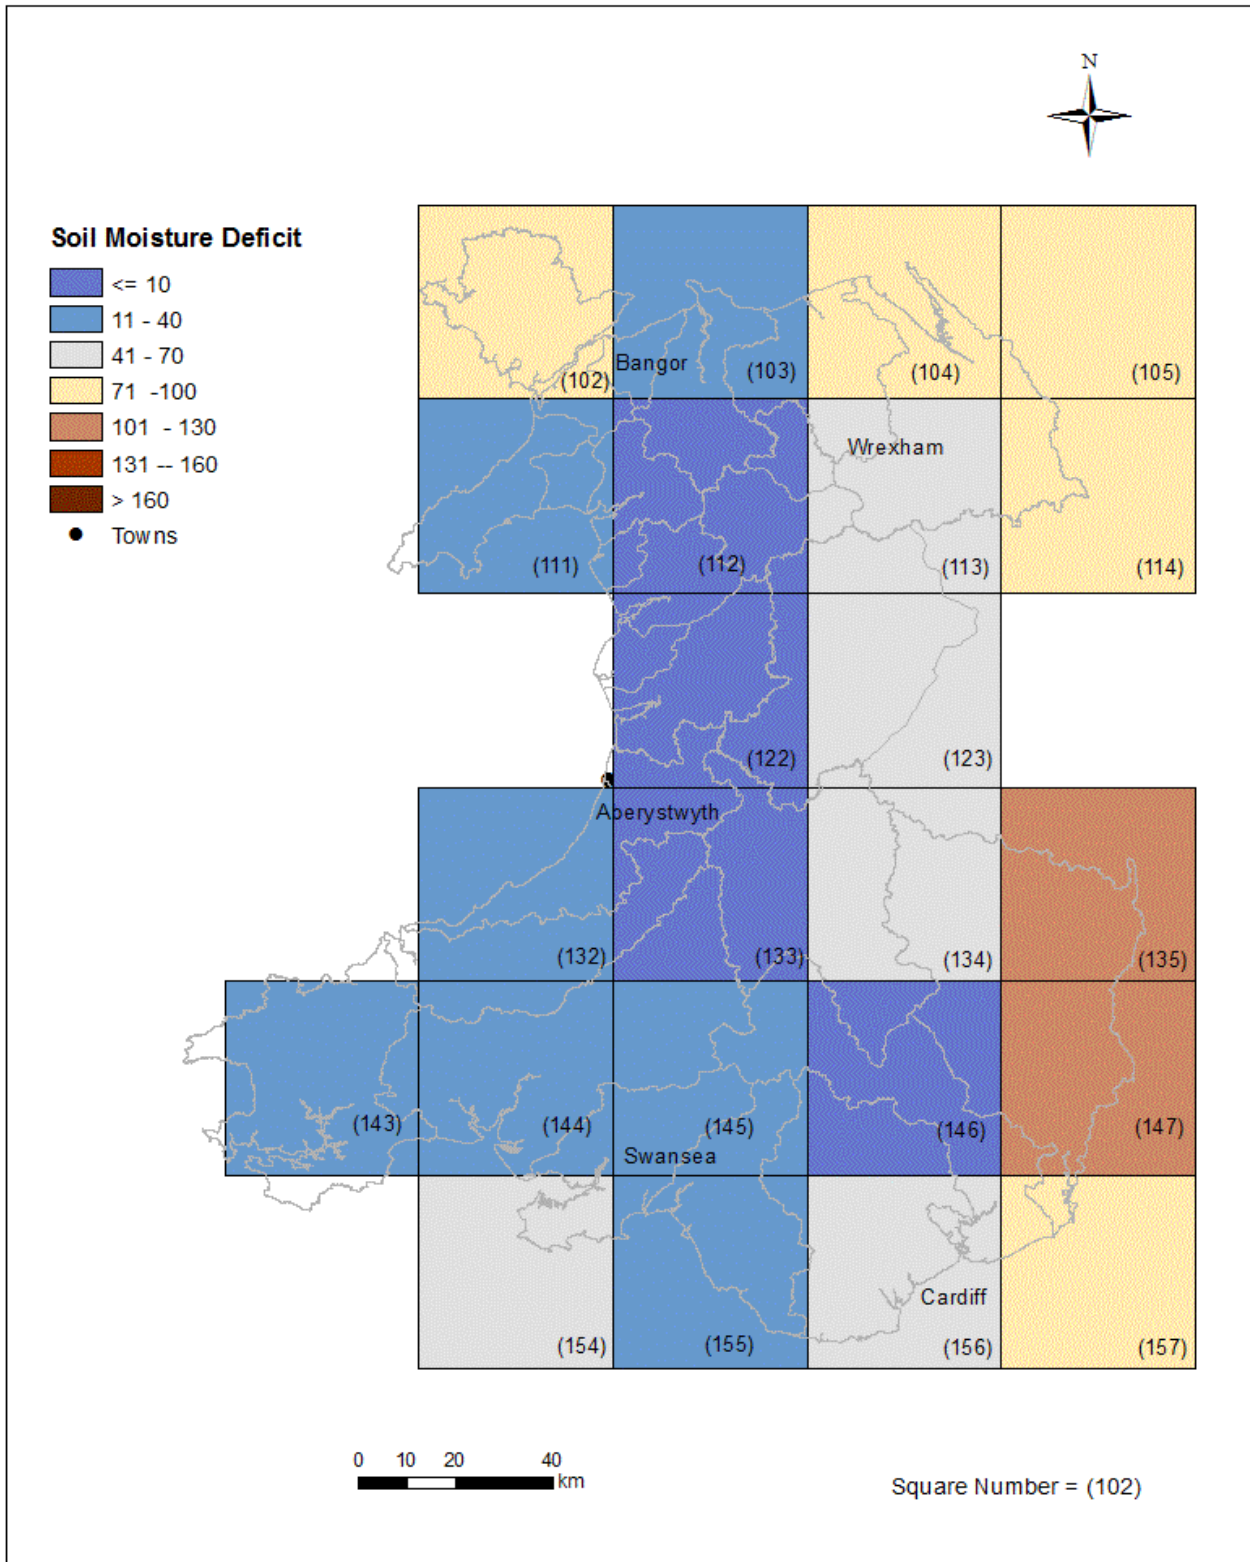 N
Soil Moisture Deficit
<= 10
11 - 40
41 - 70
71 -100
101 - 130
131 -- 160
> 160
Towns
(102)
Bangor
(103)
(104)
(105)
Wrexham
(111)
(112)
(113)
(114)
(122)
(123)
Aberystwyth
(132)
(133)
(134)
(135)
(143)
(144)
(145)
(146)
(147)
Swansea
Cardiff
(154)
(155)
(156)
(157)
0 10 20 40
km
Square Number = (102)